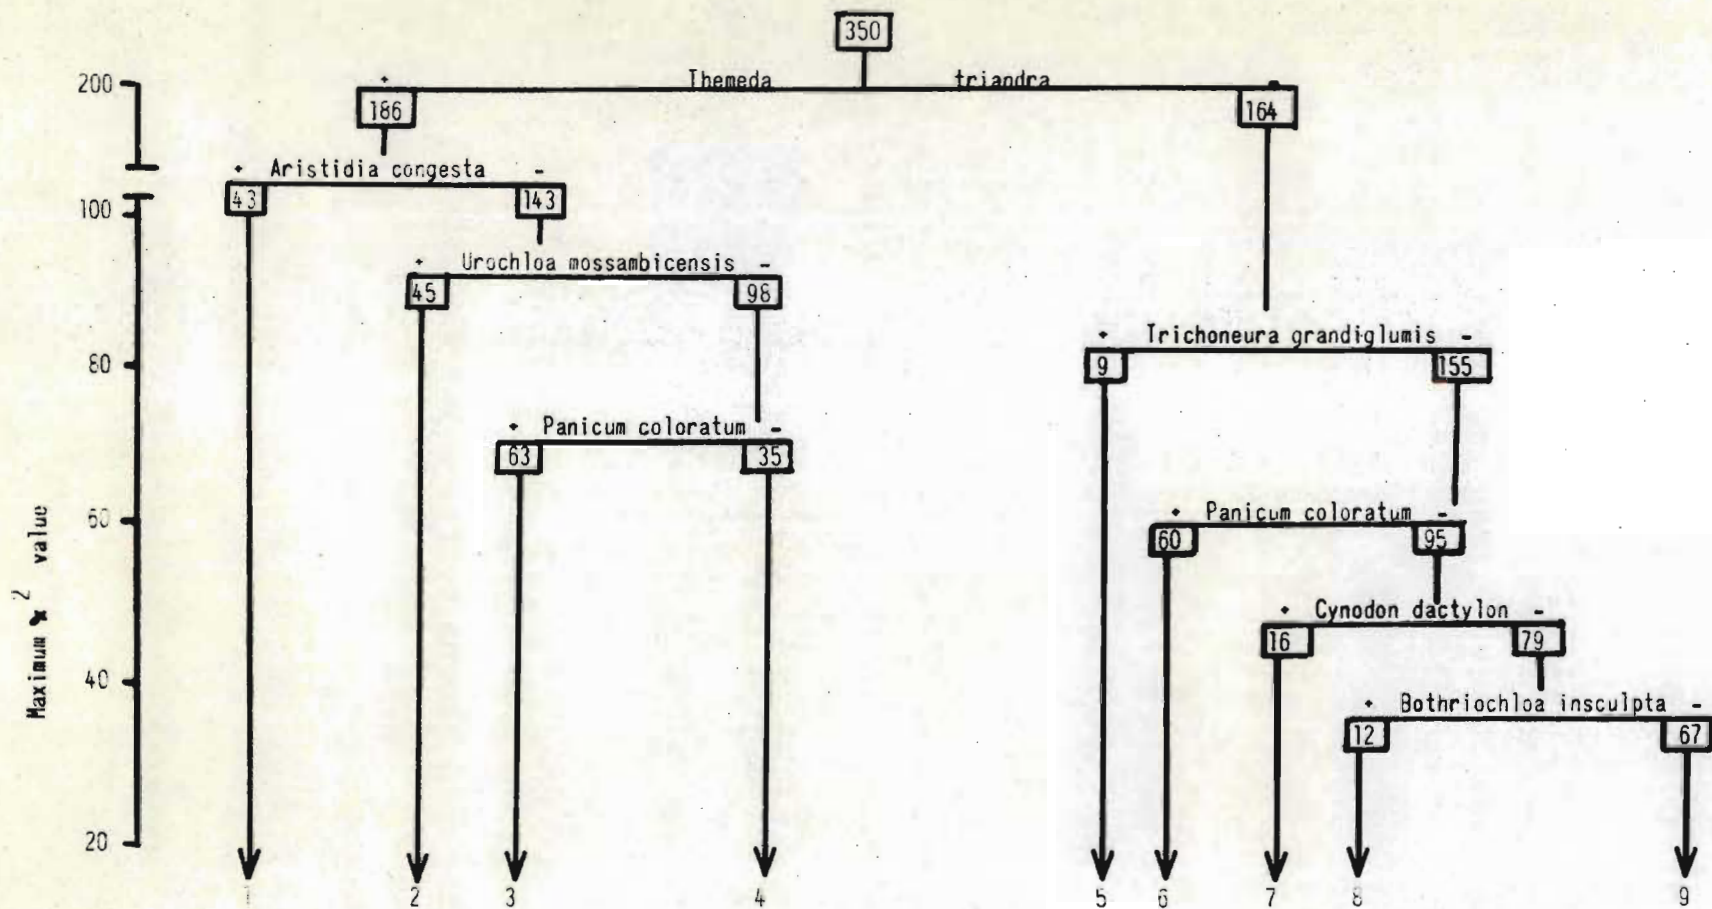 350
200
+ Themeda triandra -
186
164
+ Aristidia congesta -
43
143
100
+ Urochloa mossambicensis -
45
98
+ Trichoneura grandiglumis -
80
9
155
+ Panicum coloratum -
63
35
60
+ Panicum coloratum -
60
95
Maximum χ2 value
+ Cynodon dactylon -
16
79
40
+ Bothriochloa insculpta -
12
67
20
1 2 3 4 5 6 7 8 9